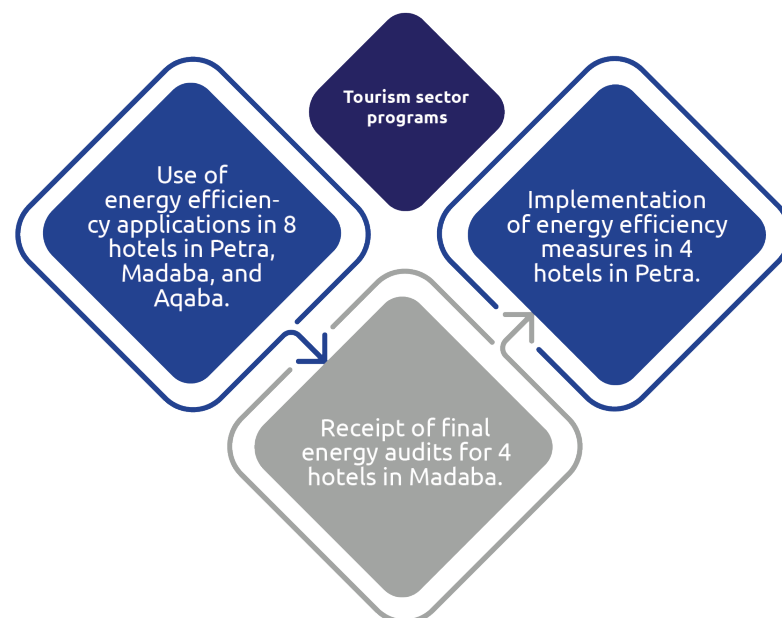 Tourism sector
programs
Use of
energy efficien-
cy applications in 8
hotels in Petra,
Madaba, and
Aqaba.
Receipt of final
energy audits for 4
hotels in Madaba.
Implementation
of energy efficiency
measures in 4
hotels in Petra.